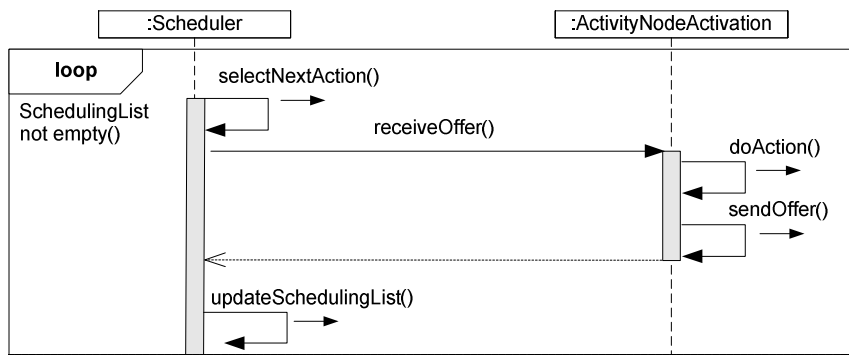 :Scheduler
:ActivityNodeActivation
loop
selectNextAction()
SchedulingList
not empty()
receiveOffer()
doAction()
sendOffer()
updateSchedulingList()